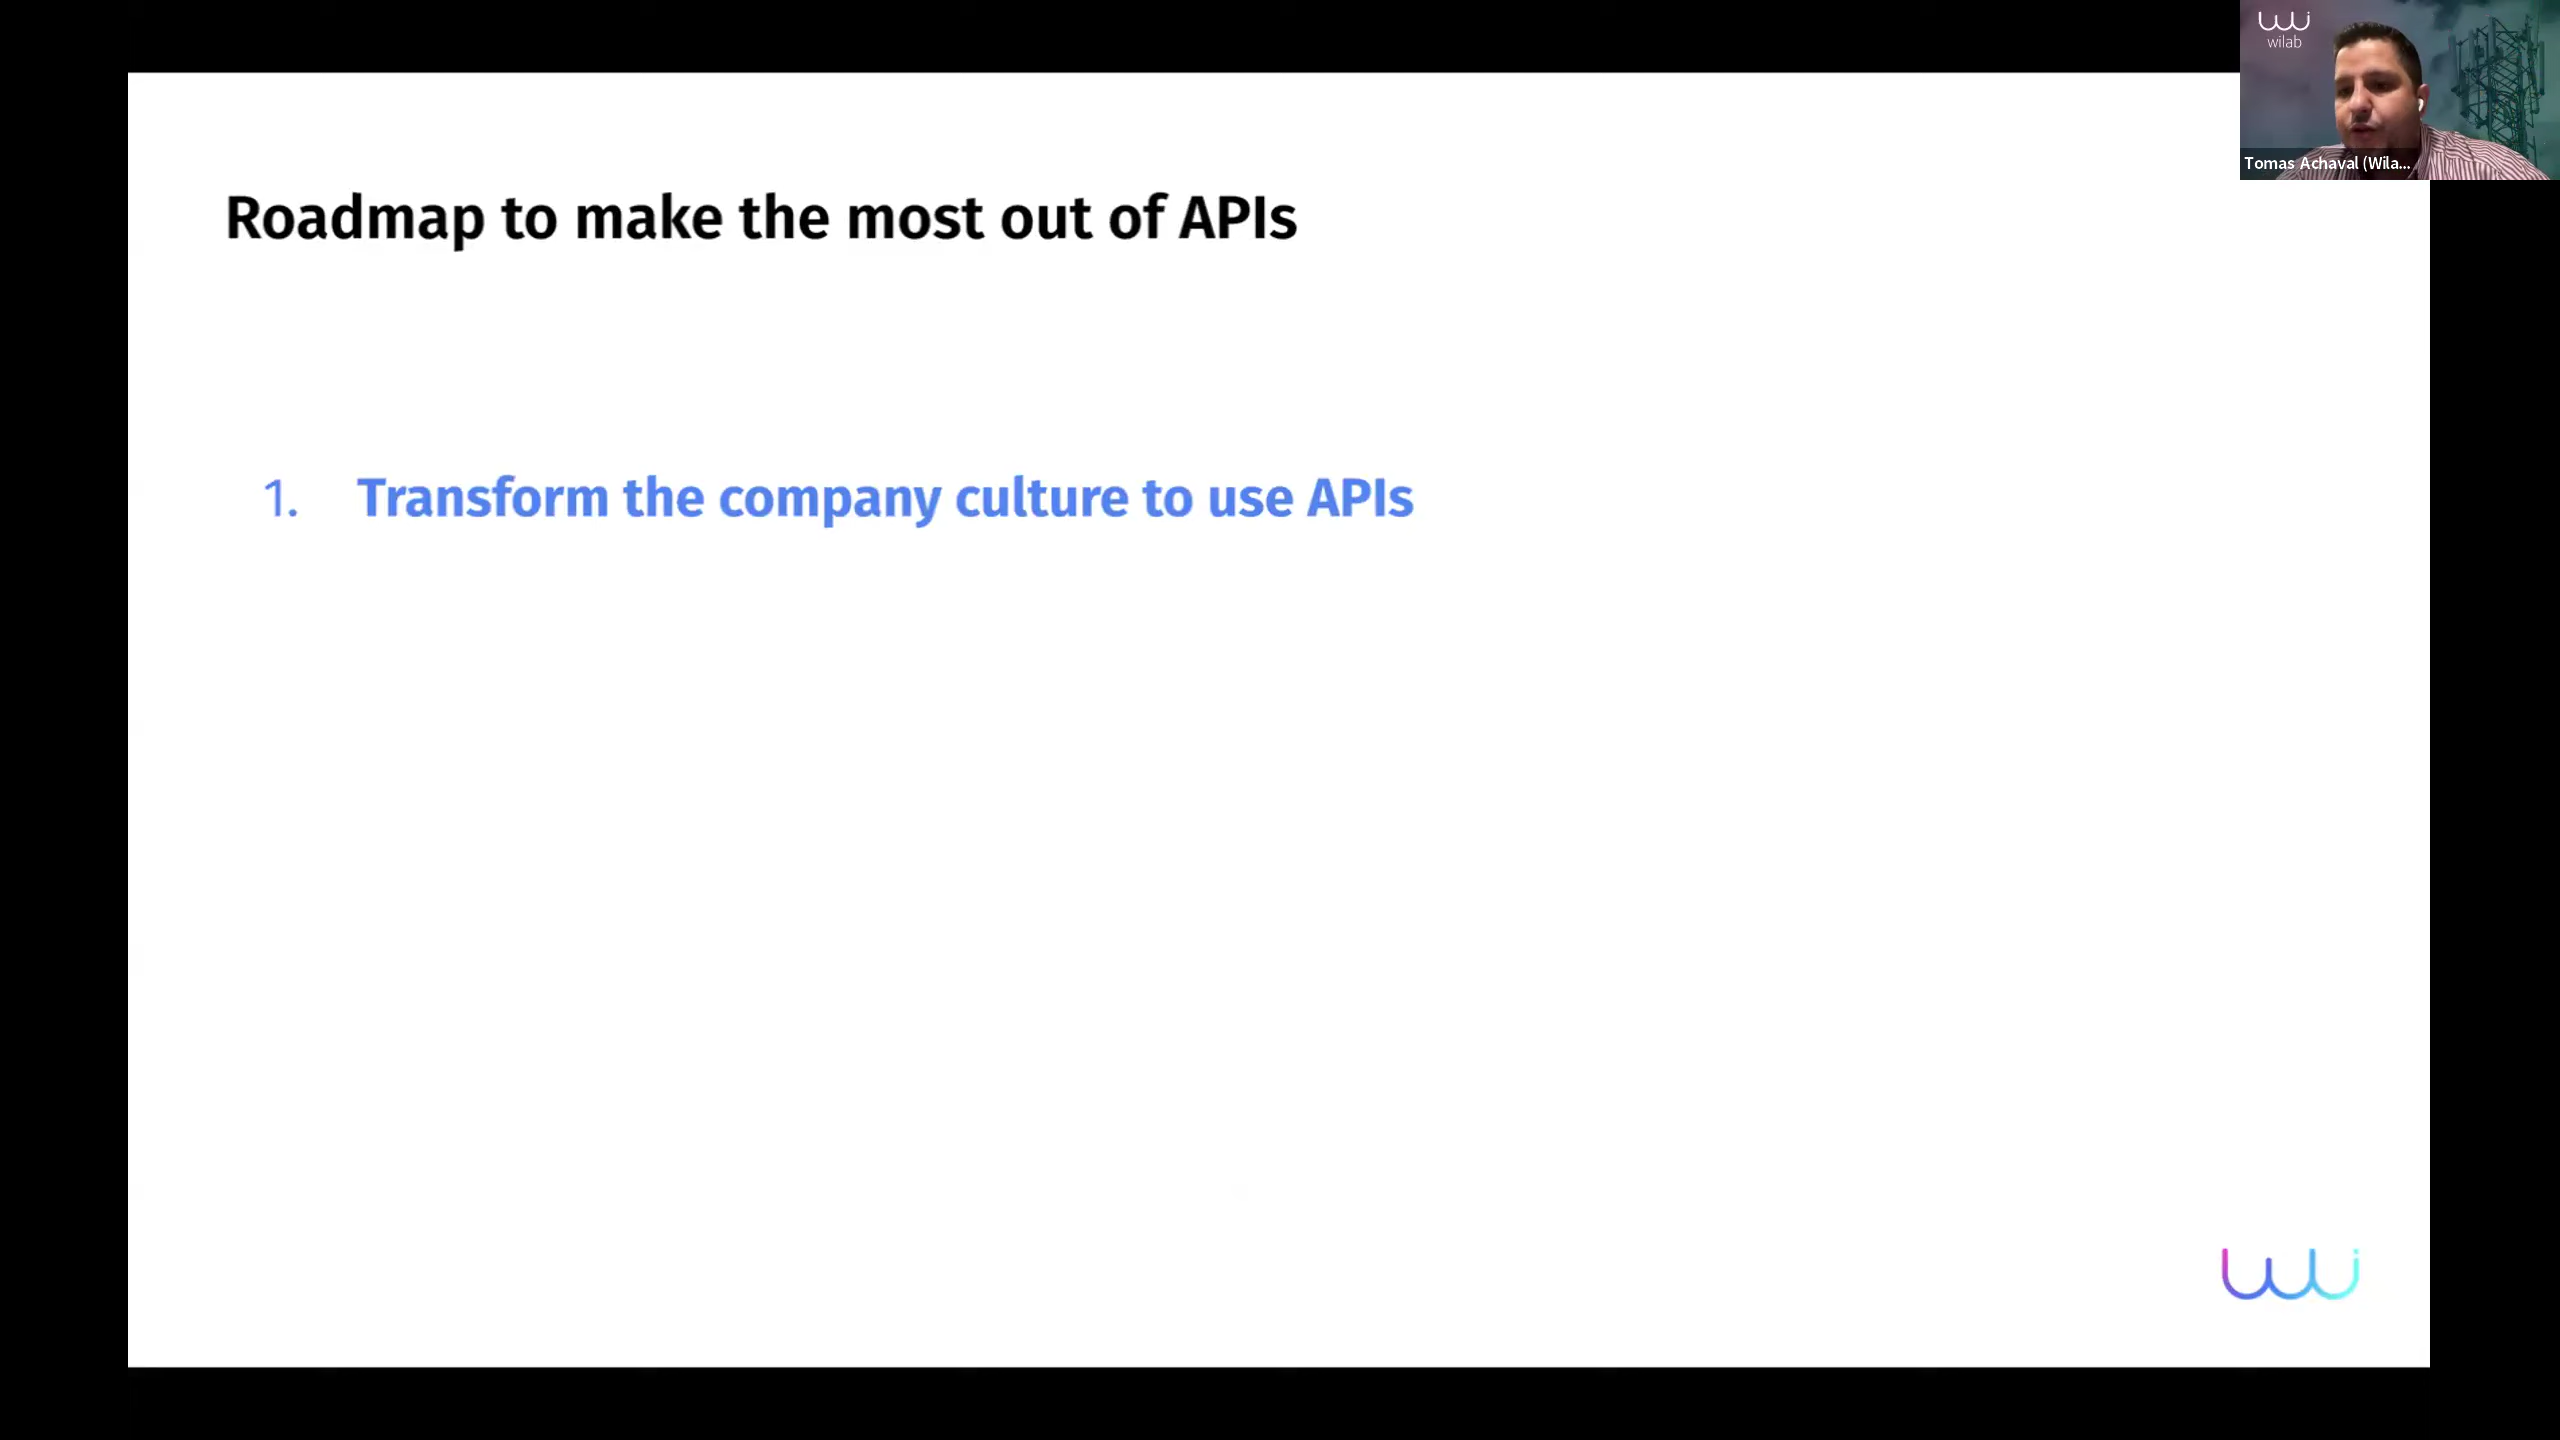 wilab
Tomas Achaval (Wila...
Roadmap to make the most out of APIs
1. Transform the company culture to use APIs